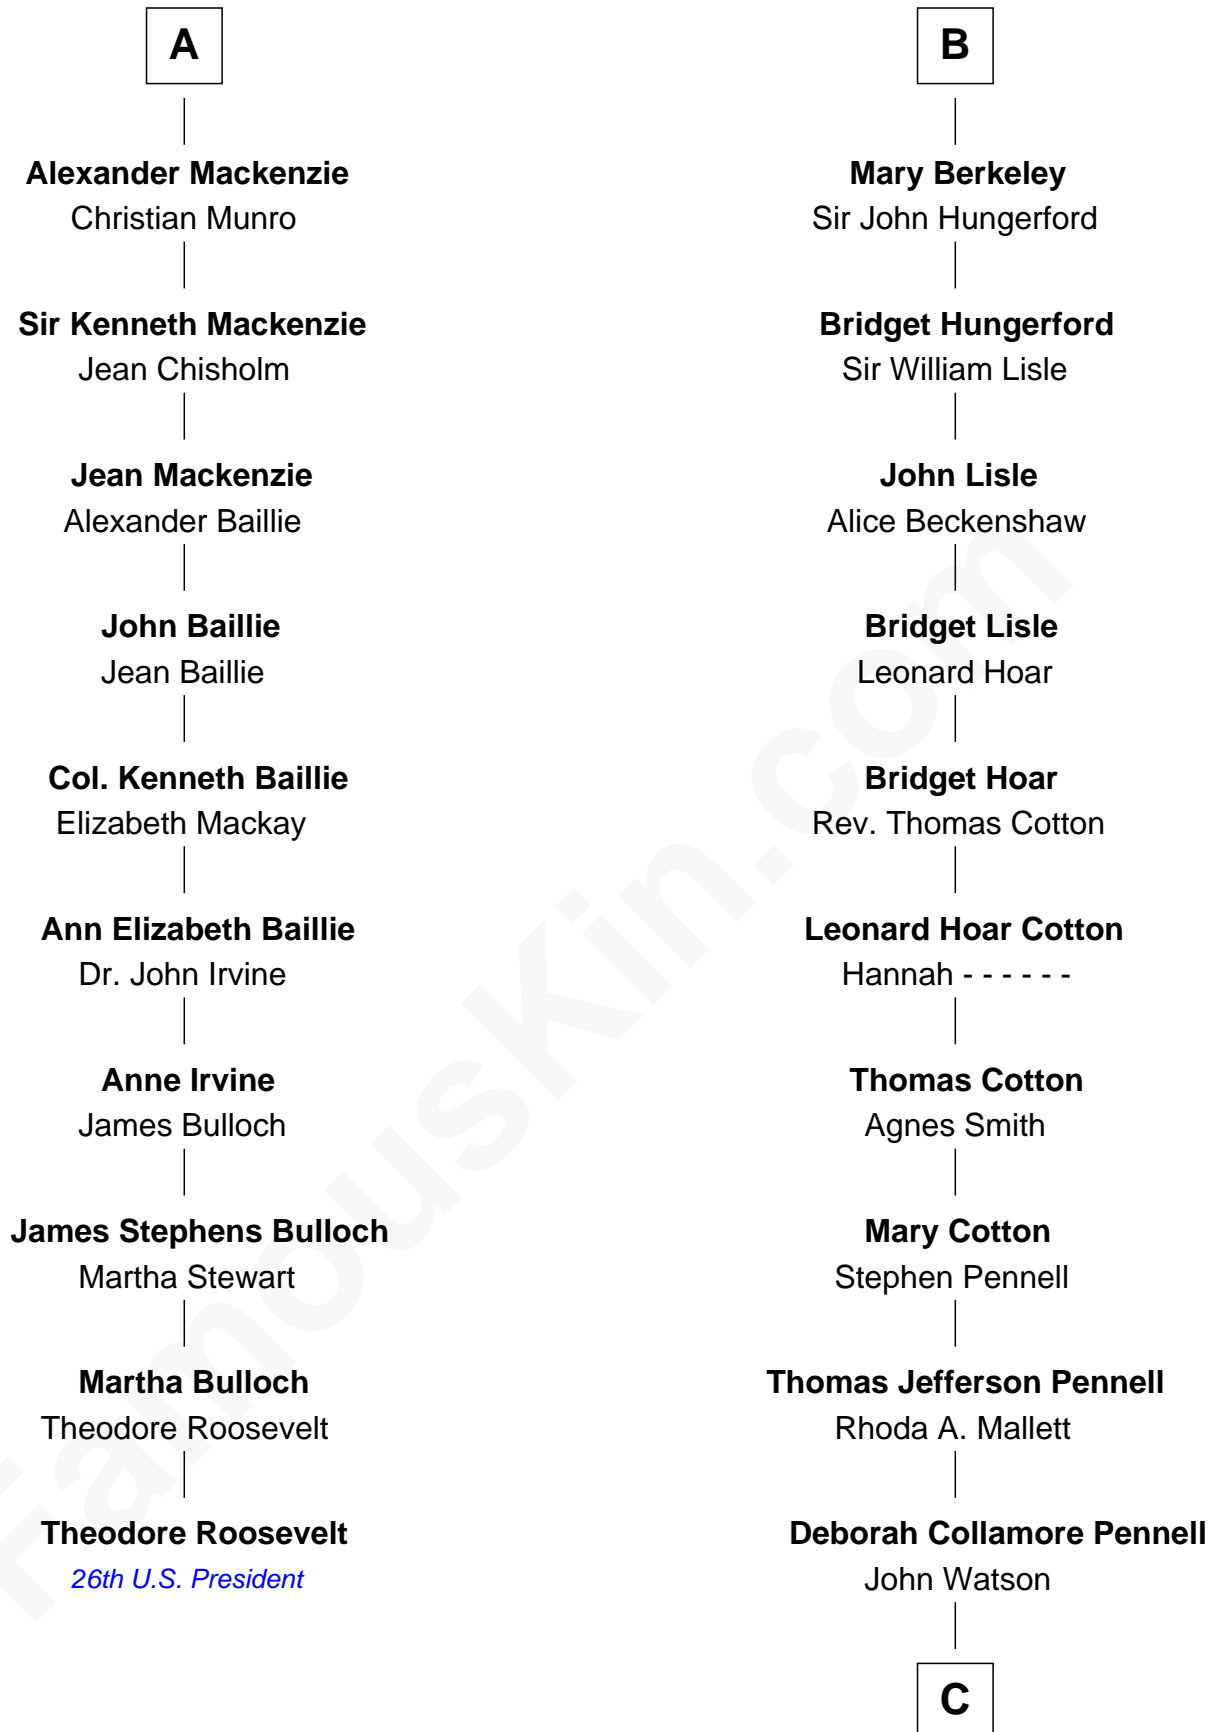 A
Alexander Mackenzie
Christian Munro
Sir Kenneth Mackenzie
Jean Chisholm
Jean Mackenzie
Alexander Baillie
John Baillie
Jean Baillie
Col. Kenneth Baillie
Elizabeth Mackay
Ann Elizabeth Baillie
Dr. John Irvine
Anne Irvine
James Bulloch
James Stephens Bulloch
Martha Stewart
Martha Bulloch
Theodore Roosevelt
Theodore Roosevelt
26th U.S. President
B
Mary Berkeley
Sir John Hungerford
Bridget Hungerford
Sir William Lisle
John Lisle
Alice Beckenshaw
Bridget Lisle
Leonard Hoar
Bridget Hoar
Rev. Thomas Cotton
Leonard Hoar Cotton
Hannah - - - - - -
Thomas Cotton
Agnes Smith
Mary Cotton
Stephen Pennell
Thomas Jefferson Pennell
Rhoda A. Mallett
Deborah Collamore Pennell
John Watson
C
FamousKin.com